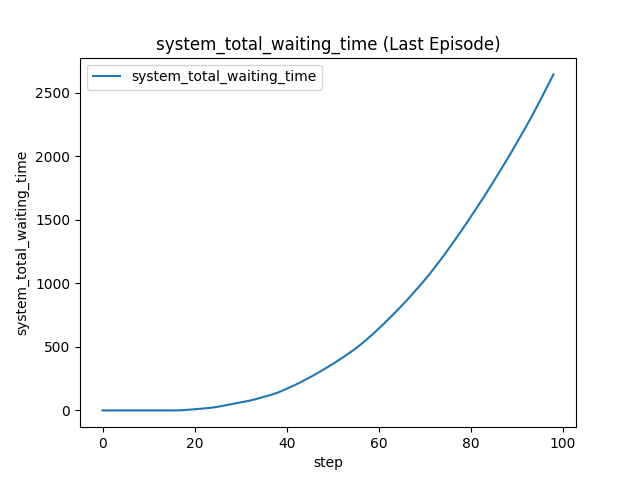 system_total_waiting_time (Last Episode)
system_total_waiting_time
system_total_waiting_time
2500
2000
1500
1000
500
0
0 20 40 60 80 100
step